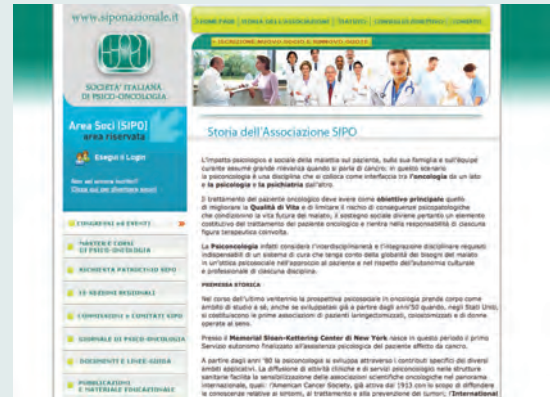 www.siponazionale.it
HOME PAGE | STORIA DELL'ASSOCIAZIONE | STATUTO | CONSIGLIO DIRETTIVO | CONTATTI
ISCRIZIONE NUOVI SOCI E RINNOVO SOCI
SOCIETA' ITALIANA
DI PSICO-ONCOLOGIA
Area Soci [SIPO]
area riservata
Esegui il Login
Non sei ancora iscritto?
Clicca qui per diventare socio!
CONGRESSI ed EVENTI
MASTER E CORSI
DI PSICO-ONCOLOGIA
RICHIESTA PATROCINIO SIPO
LE SEZIONI REGIONALI
COMMISSIONI e COMITATI SIPO
GIORNALE DI PSICO-ONCOLOGIA
DOCUMENTI E LINEE-GUIDA
PUBBLICAZIONI
E MATERIALE EDUCAZIONALE
Storia dell'Associazione SIPO
L'impatto psicologico e sociale della malattia sul paziente, sulla sua famiglia e sull'équipe
curante assume grande rilevanza quando si parla di cancro; in questo scenario
la psiconcologia è una disciplina che si colloca come interfaccia tra l'oncologia da un lato
e la psicologia e la psichiatria dall'altro.
Il trattamento del paziente oncologico deve avere come obiettivo principale quello
di migliorare la Qualità di Vita e di limitare il rischio di conseguenze psicopatologiche
che condizionino la vita futura del malato, il sostegno sociale diviene pertanto un elemento
costitutivo del trattamento del paziente oncologico e rientra nella responsabilità di ciascuna
figura terapeutica coinvolta.
La Psiconcologia infatti considera l'interdisciplinarietà e l'integrazione disciplinare requisiti
indispensabili di un sistema di cura che tenga conto della globalità dei bisogni del malato
in un'ottica psicosociale nell'approccio al paziente e nel rispetto dell'autonomia culturale
e professionale di ciascuna disciplina.
PREMESSA STORICA
Nel corso dell'ultimo ventennio la prospettiva psicosociale in oncologia prende corpo come
ambito di studio a sé, anche se sviluppatasi già a partire dagli anni'50 quando, negli Stati Uniti,
si costituiscono le prime associazioni di pazienti laringectomizzati, colostomizzati e di donne
operate al seno.
Presso il Memorial Sloan-Kettering Center di New York nasce in questo periodo il primo
Servizio autonomo finalizzato all'assistenza psicologica del paziente affetto da cancro.
A partire dagli anni '80 la psiconcologia si sviluppa attraverso i contributi specifici dei diversi
ambiti applicativi. La diffusione di attività cliniche e di servizi psicologici nelle strutture
sanitarie facilita la sensibilizzazione delle associazioni scientifiche oncologiche nel panorama
internazionale, quali: l'American Cancer Society, già attiva dal 1913 con lo scopo di diffondere
le conoscenze relative ai sintomi, al trattamento e alla prevenzione dei tumori; l'International